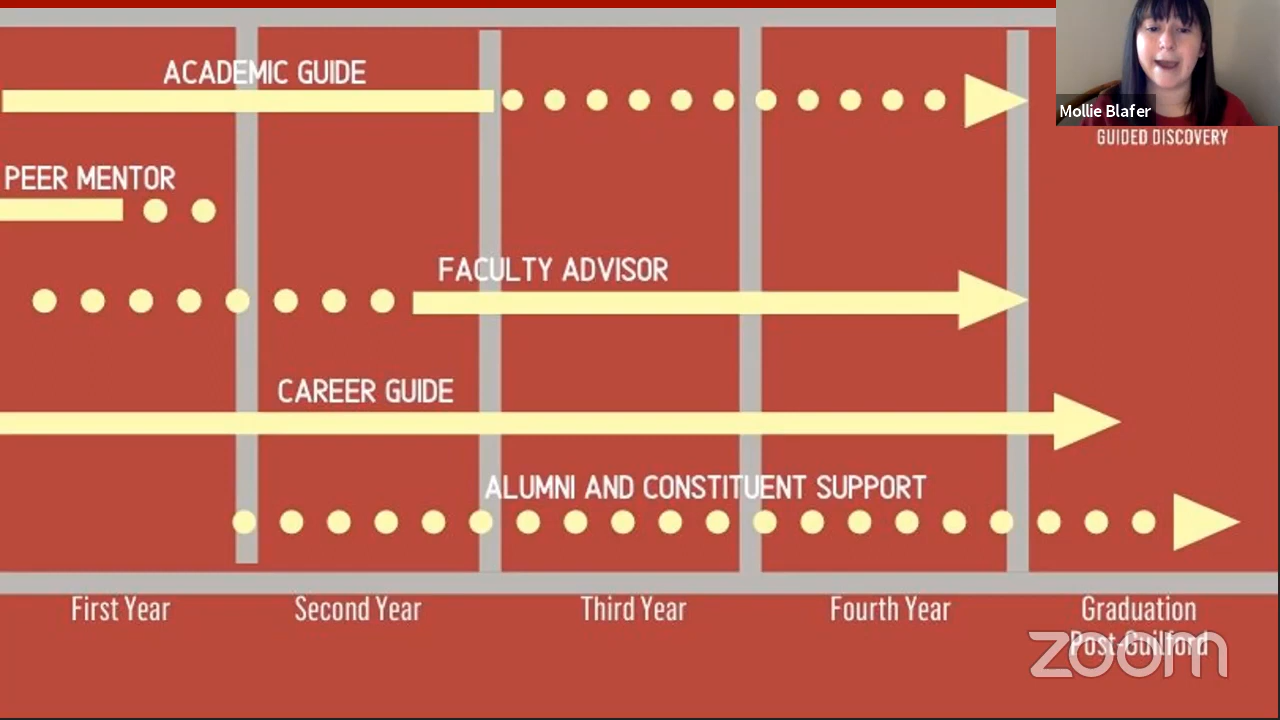 ACADEMIC GUIDE
Mollie Blafer
GUIDED DISCOVERY
PEER MENTOR
FACULTY ADVISOR
CAREER GUIDE
ALUMNI AND CONSTITUENT SUPPORT
First Year
Second Year
Third Year
Fourth Year
Graduation
Post-Guilford
zoom